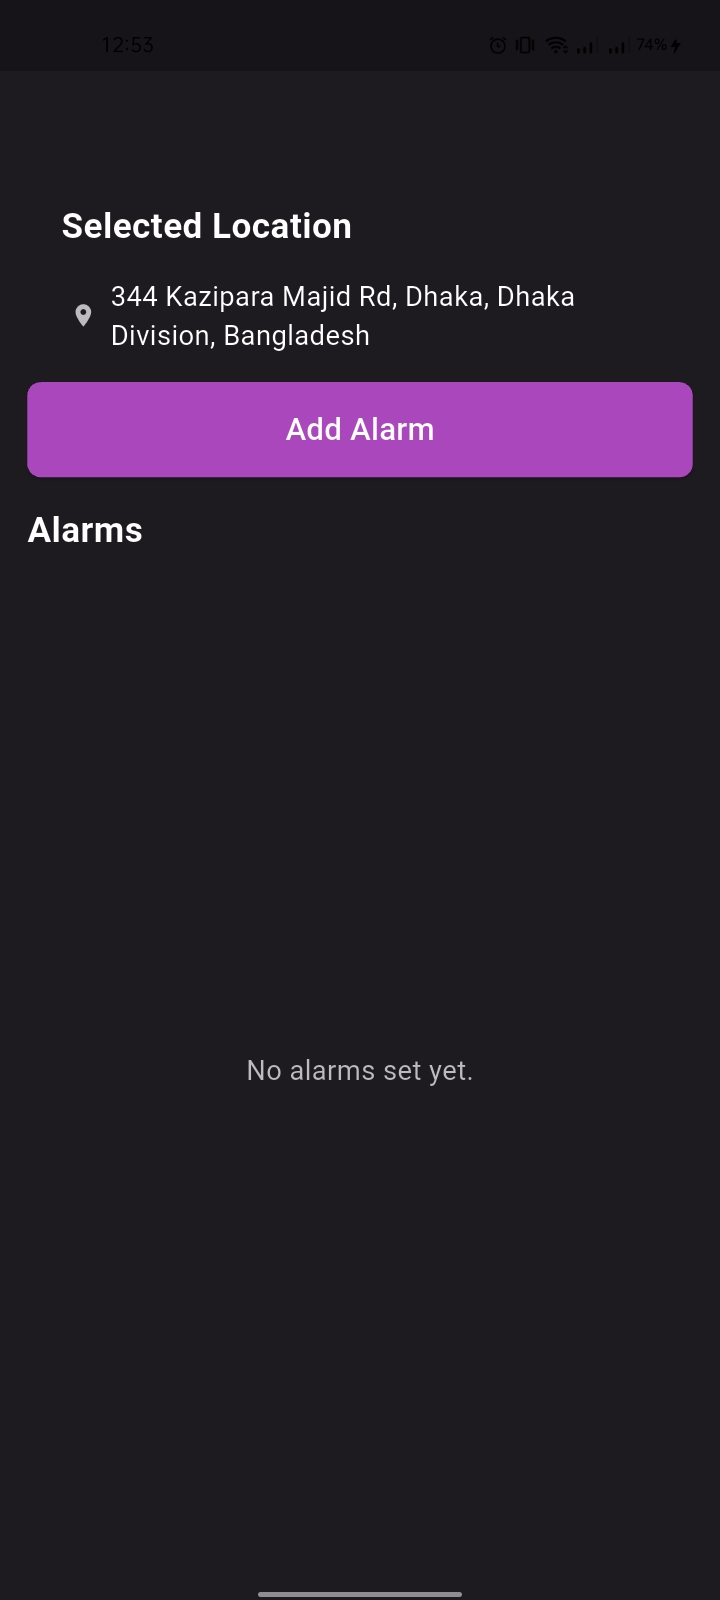 12:53
74%
Selected Location
344 Kazipara Majid Rd, Dhaka, Dhaka
Division, Bangladesh
Add Alarm
Alarms
No alarms set yet.